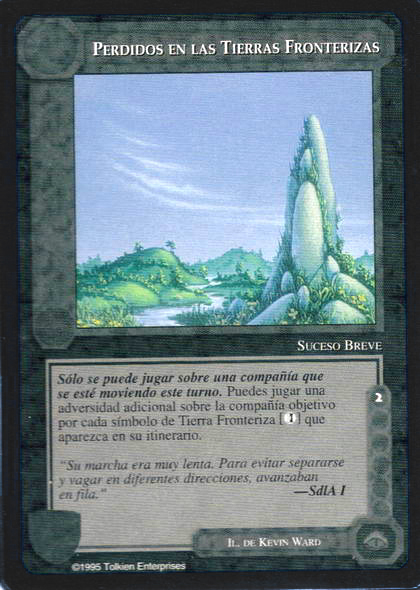 PERDIDOS EN LAS TIERRAS FRONTERIZAS
SUCESO BREVE
Sólo se puede jugar sobre una compañía que
se esté moviendo este turno. Puedes jugar una
adversidad adicional sobre la compañía objetivo
por cada símbolo de Tierra Fronteriza [ ] que
aparezca en su itinerario.
2
"Su marcha era muy lenta. Para evitar separarse
y vagar en diferentes direcciones, avanzaban
en fila."
—SdlA I
IL. DE KEVIN WARD
©1995 Tolkien Enterprises